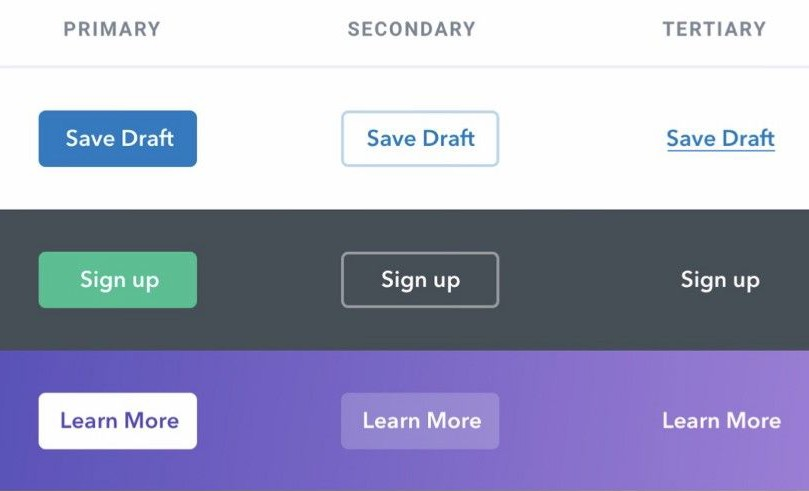 PRIMARY SECONDARY TERTIARY
Save Draft Save Draft Save Draft
Sign up Sign up Sign up
Learn More Learn More Learn More